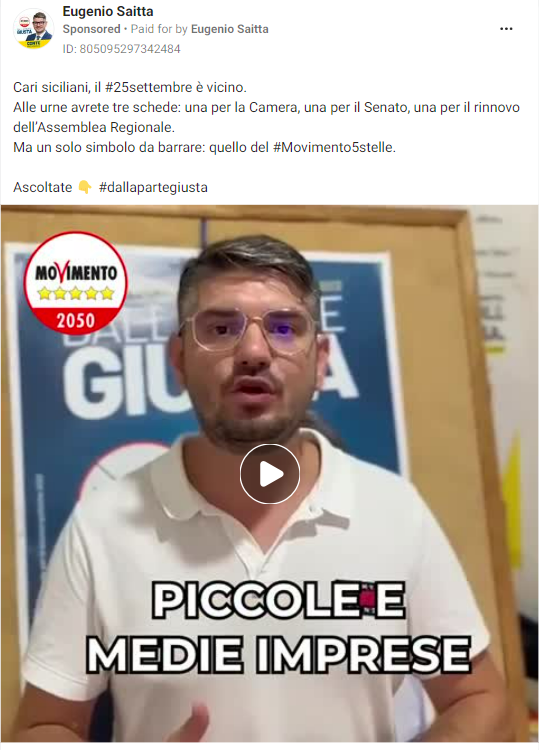 Eugenio Saitta
Sponsored • Paid for by Eugenio Saitta
ID: 805095297342484
Cari siciliani, il #25settembre è vicino.
Alle urne avrete tre schede: una per la Camera, una per il Senato, una per il rinnovo
dell'Assemblea Regionale.
Ma un solo simbolo da barrare: quello del #Movimento5stelle.
Ascoltate 👇 #dallapartegiusta
MOVIMENTO
2050
GIUSTA
CONTE
PICCOLE E
MEDIE IMPRESE